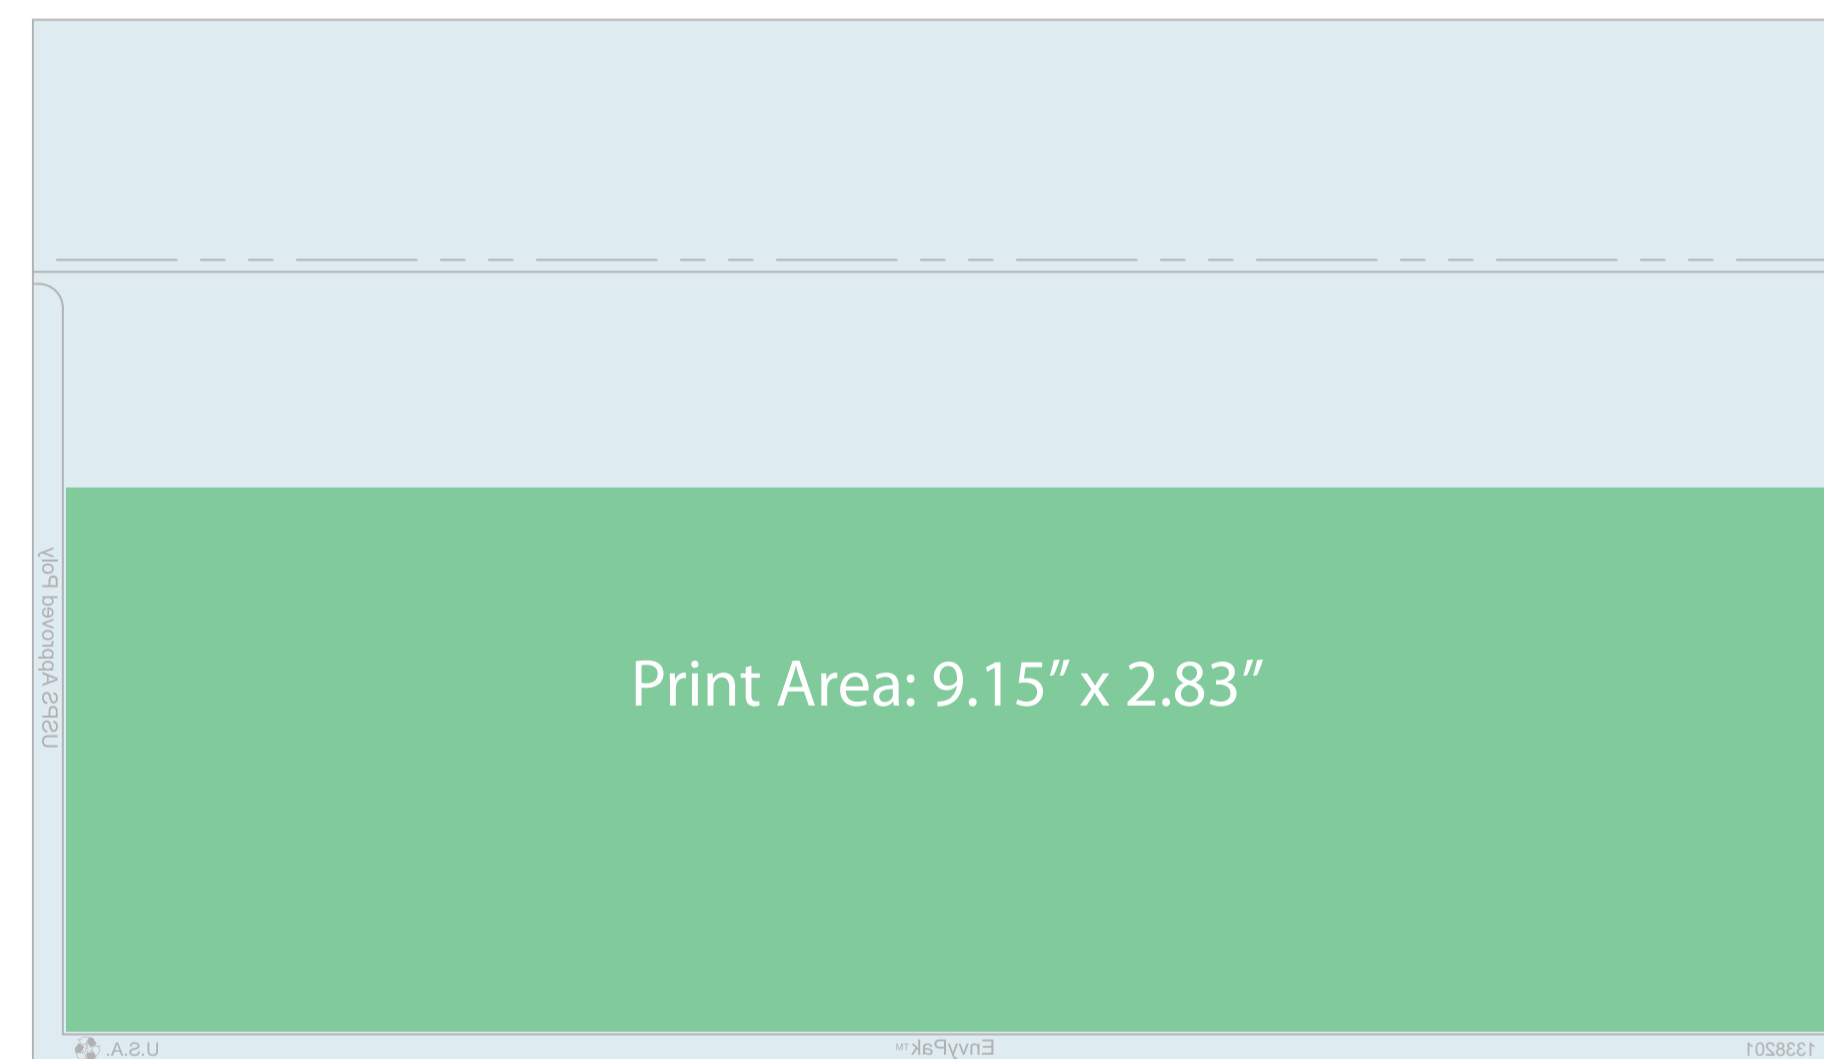 USPS Approved Poly
Print Area: 9.15″ x 2.83″
U.S.A.
EnvyPak™
1338201